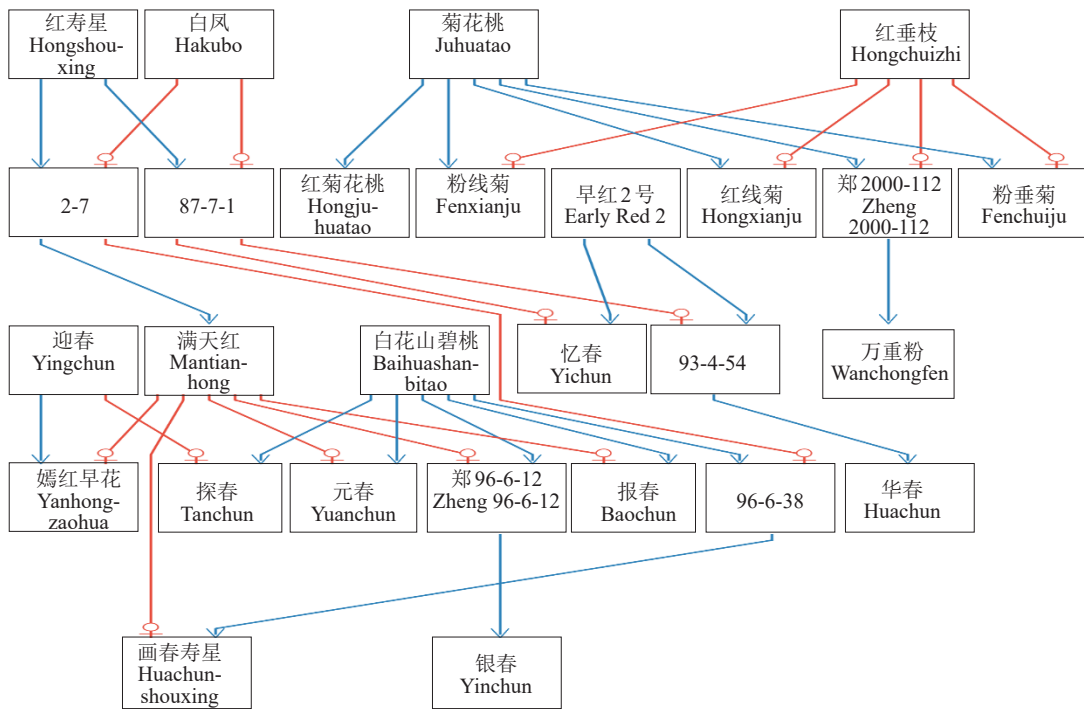 红寿星
Hongshou-
xing
白凤
Hakubo
菊花桃
Juhuatao
红垂枝
Hongchuizhi
2-7
87-7-1
红菊花桃
Hongju-
huatao
粉线菊
Fenxianju
早红2号
Early Red 2
红线菊
Hongxianju
郑2000-112
Zheng
2000-112
粉垂菊
Fenchuiju
迎春
Yingchun
满天红
Mantian-
hong
白花山碧桃
Baihuashan-
bitao
忆春
Yichun
93-4-54
万重粉
Wanchongfen
嫣红早花
Yanhong-
zaohua
探春
Tanchun
元春
Yuanchun
郑96-6-12
Zheng 96-6-12
报春
Baochun
96-6-38
华春
Huachun
画春寿星
Huachun-
shouxing
银春
Yinchun